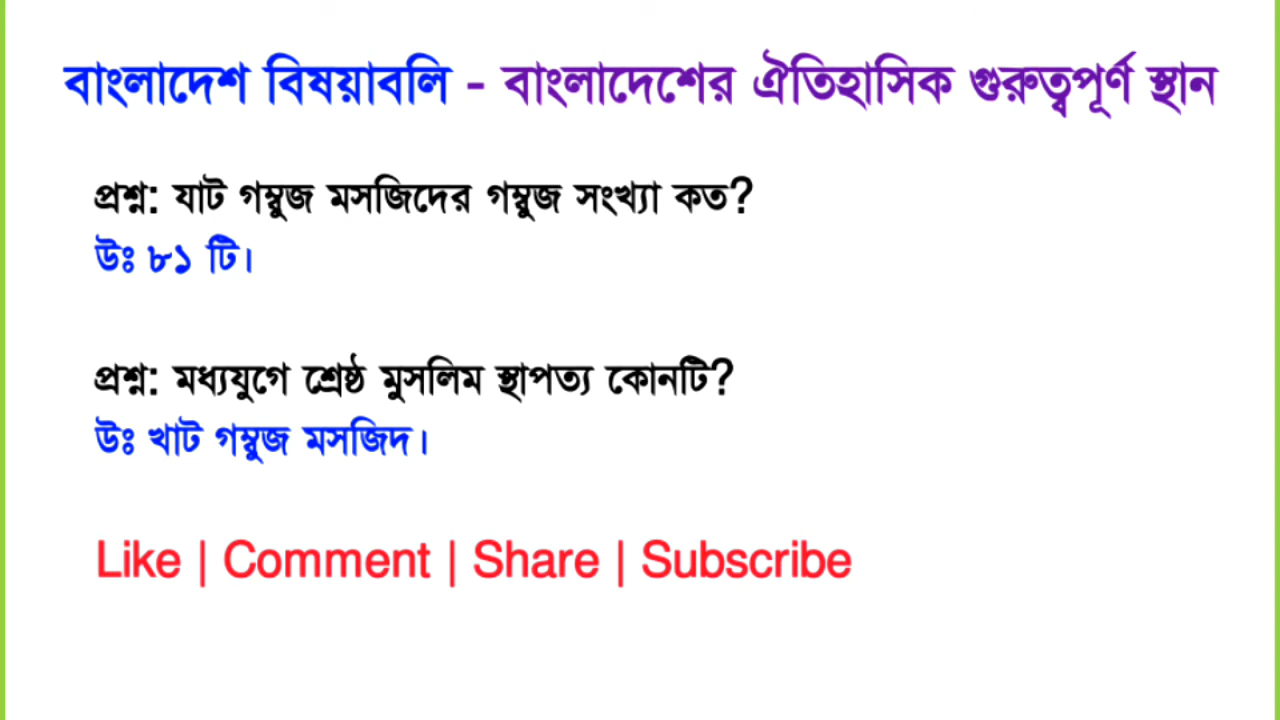 বাংলাদেশ বিষয়াবলি - বাংলাদেশের ঐতিহাসিক গুরুত্বপূর্ণ স্থান
প্রশ্ন: যাট গম্বুজ মসজিদের গম্বুজ সংখ্যা কত?
উঃ ৮১ টি।
প্রশ্ন: মধ্যযুগে শ্রেষ্ঠ মুসলিম স্থাপত্য কোনটি?
উঃ খাট গম্বুজ মসজিদ।
Like | Comment | Share | Subscribe